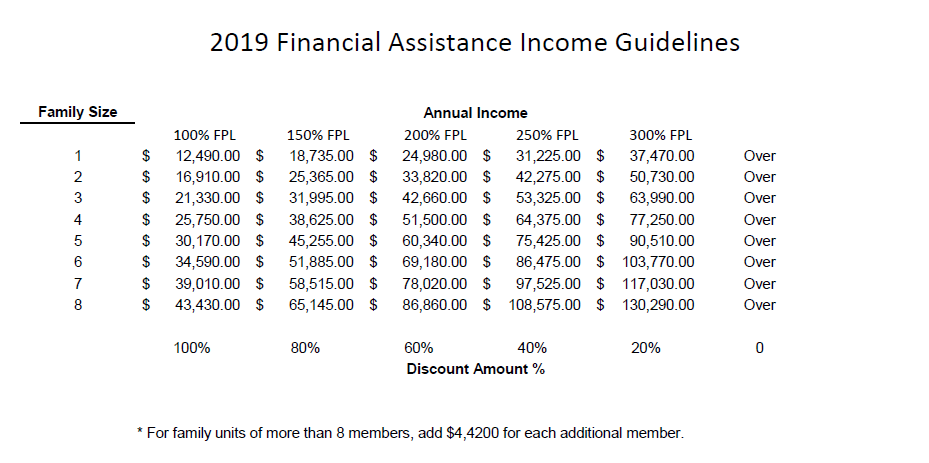 2019 Financial Assistance Income Guidelines
Family Size Annual Income
100% FPL 150% FPL 200% FPL 250% FPL 300% FPL
1 $ 12,490.00 $ 18,735.00 $ 24,980.00 $ 31,225.00 $ 37,470.00 Over
2 $ 16,910.00 $ 25,365.00 $ 33,820.00 $ 42,275.00 $ 50,730.00 Over
3 $ 21,330.00 $ 31,995.00 $ 42,660.00 $ 53,325.00 $ 63,990.00 Over
4 $ 25,750.00 $ 38,625.00 $ 51,500.00 $ 64,375.00 $ 77,250.00 Over
5 $ 30,170.00 $ 45,255.00 $ 60,340.00 $ 75,425.00 $ 90,510.00 Over
6 $ 34,590.00 $ 51,885.00 $ 69,180.00 $ 86,475.00 $ 103,770.00 Over
7 $ 39,010.00 $ 58,515.00 $ 78,020.00 $ 97,525.00 $ 117,030.00 Over
8 $ 43,430.00 $ 65,145.00 $ 86,860.00 $ 108,575.00 $ 130,290.00 Over
100% 80% 60% 40% 20% 0
Discount Amount %
* For family units of more than 8 members, add $4,4200 for each additional member.